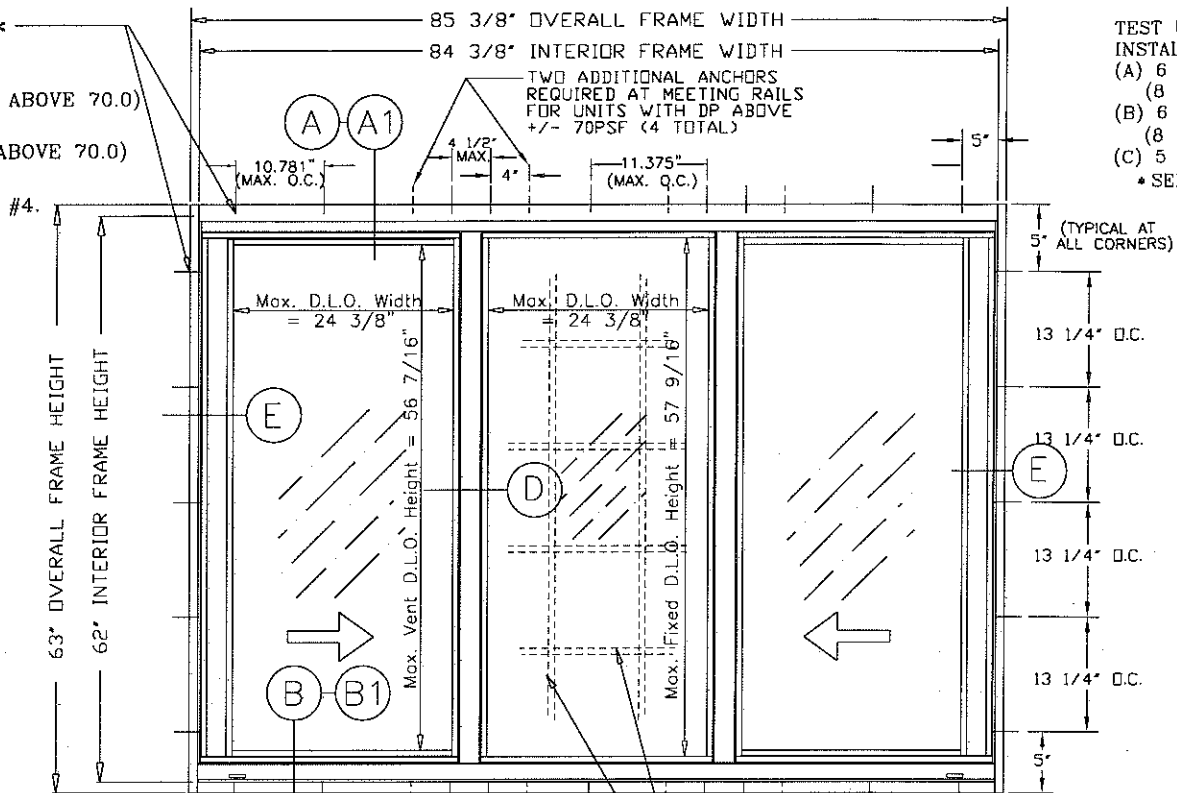 85 3/8" OVERALL FRAME WIDTH
84 3/8" INTERIOR FRAME WIDTH
TEST
INSTAL
(A) 6
(8
(B) 6
(8
(C) 5
ABOVE 70.0)
ABOVE 70.0)
#4.
TWO ADDITIONAL ANCHORS
REQUIRED AT MEETING RAILS
FOR UNITS WITH DP ABOVE
+/- 70PSF (4 TOTAL)
A
A1
4 1/2"
MAX.
4"
10.781"
(MAX. O.C.)
11.375"
(MAX. O.C.)
5"
5"
(TYPICAL AT
ALL CORNERS)
Max. D.L.O. Width
= 24 3/8"
Max. D.L.O. Width
= 24 3/8"
13 1/4" O.C.
13 1/4" O.C.
13 1/4" O.C.
13 1/4" O.C.
5"
63" OVERALL FRAME HEIGHT
62" INTERIOR FRAME HEIGHT
Max. Vent D.L.O. Height = 56 7/16"
Max. Fixed D.L.O. Height = 57 9/16"
E
D
E
B
B1